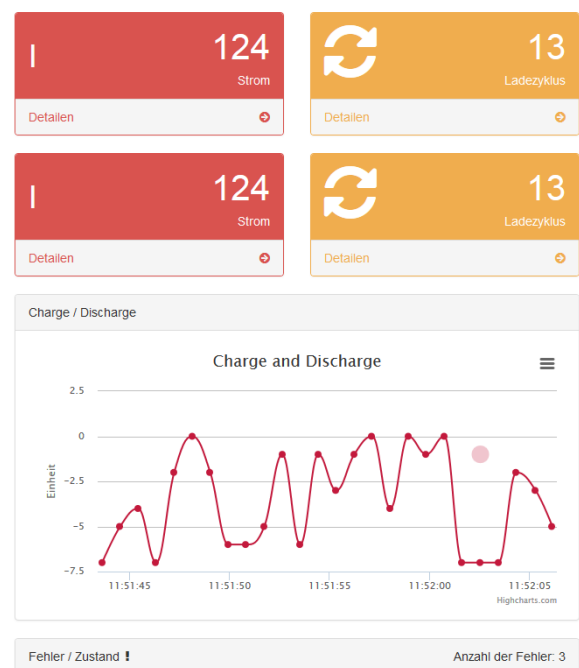 I 124 13
Strom Ladezyklus
Detailen Detailen
I 124 13
Strom Ladezyklus
Detailen Detailen
Charge / Discharge
Charge and Discharge
2.5
0
-2.5
-5
-7.5
Einheit
11:51:45 11:51:50 11:51:55 11:52:00 11:52:05
Highcharts.com
Fehler / Zustand ! Anzahl der Fehler: 3